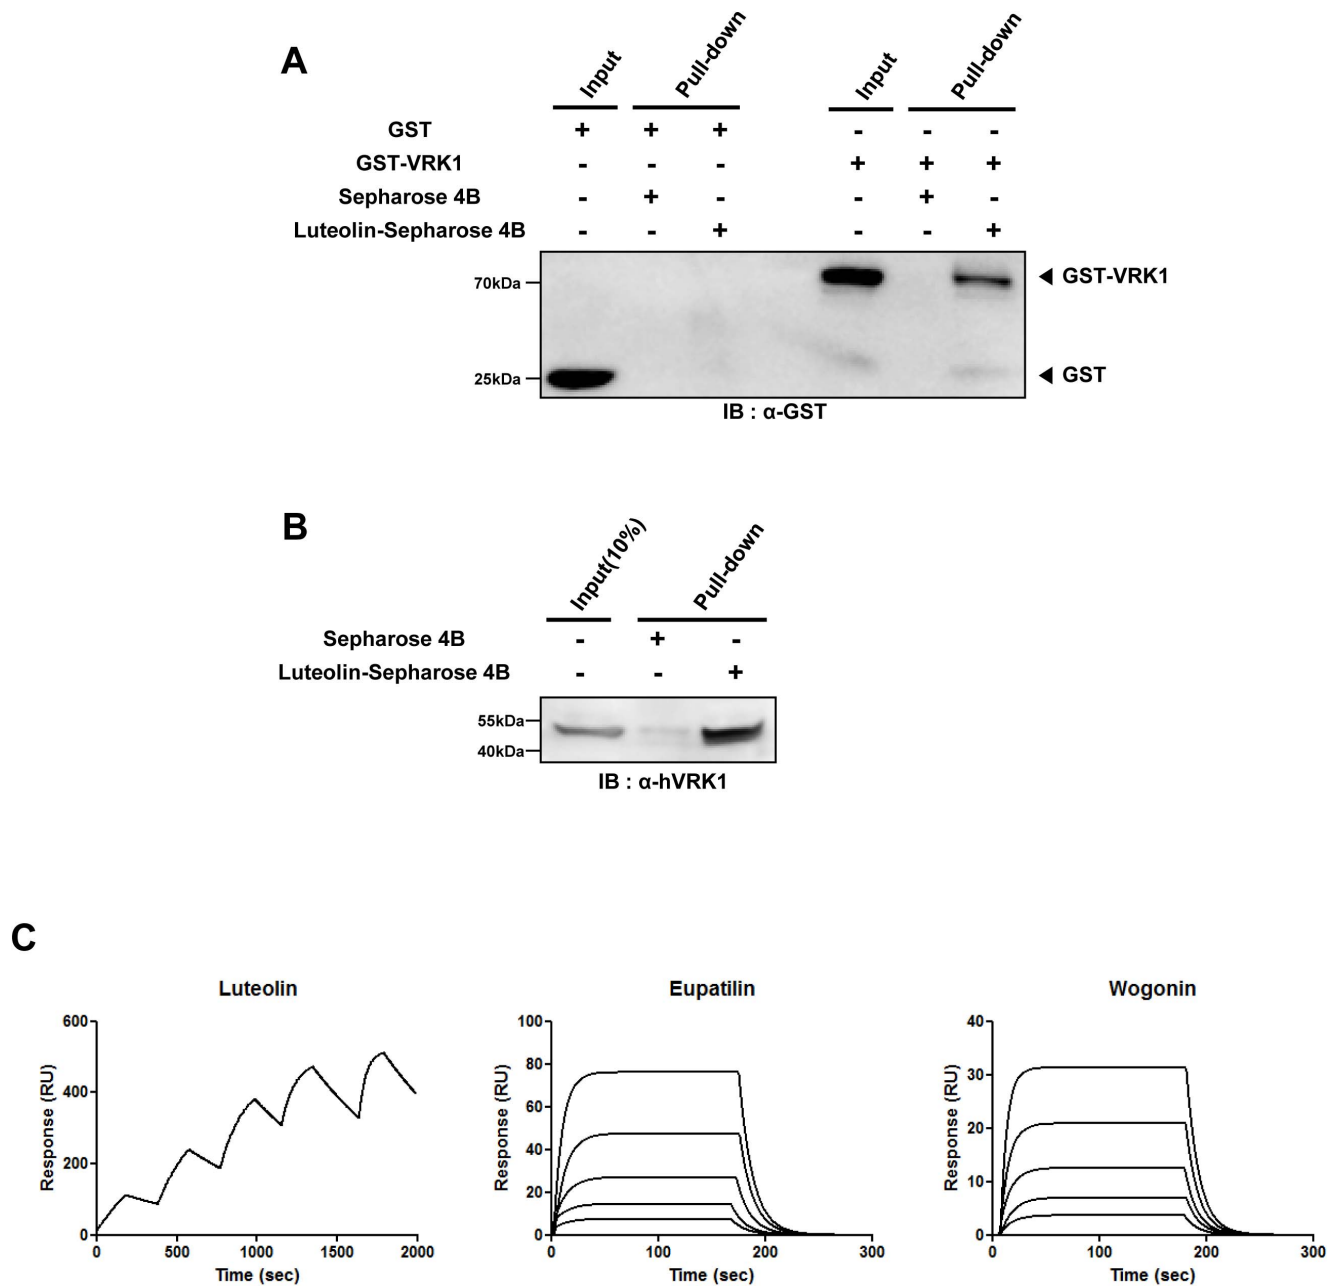 A
Input
Pull-down
Input
Pull-down
GST + + + - - -
GST-VRK1 - - - + + +
Sepharose 4B - + - - + -
Luteolin-Sepharose 4B - - + - - +
70kDa
GST-VRK1
25kDa
GST
IB : α-GST
B
Input(10%)
Pull-down
Sepharose 4B - + -
Luteolin-Sepharose 4B - - +
55kDa
40kDa
IB : α-hVRK1
C
Luteolin
Response (RU)
600
400
200
0
0 500 1000 1500 2000
Time (sec)
Eupatilin
Response (RU)
100
80
60
40
20
0
0 100 200 300
Time (sec)
Wogonin
Response (RU)
40
30
20
10
0
0 100 200 300
Time (sec)